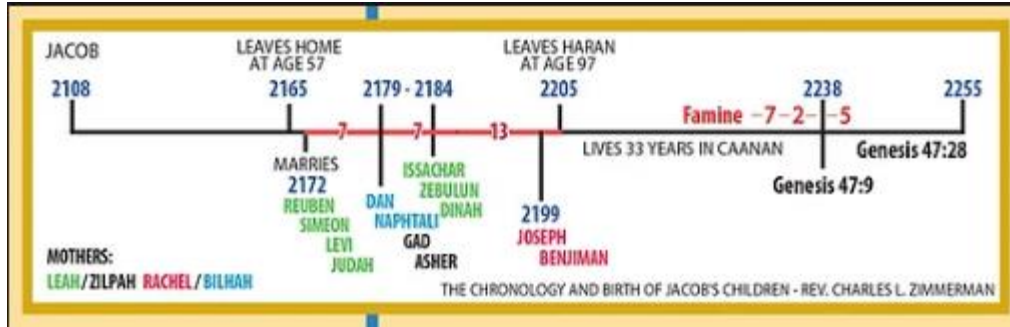 JACOB
LEAVES HOME
AT AGE 57
LEAVES HARAN
AT AGE 97
2108
2165
2179 - 2184
2205
2238
2255
Famine -7-2- -5
7
7
13
MARRIES
2172
REUBEN
SIMEON
LEVI
JUDAH
DAN
NAPHTALI
GAD
ASHER
ISSACHAR
ZEBULUN
DINAH
2199
JOSEPH
BENJIMAN
LIVES 33 YEARS IN CAANAN
Genesis 47:28
Genesis 47:9
MOTHERS:
LEAH/ZILPAH RACHEL/BILHAH
THE CHRONOLOGY AND BIRTH OF JACOB'S CHILDREN - REV. CHARLES L. ZIMMERMAN